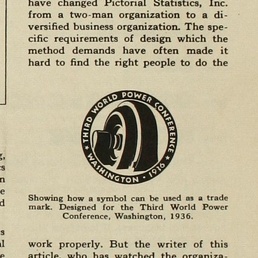 have changed Pictorial Statistics, Inc.
from a two-man organization to a di-
versified business organization. The spe-
cific requirements of design which the
method demands have often made it
hard to find the right people to do the
THIRD WORLD POWER CONFERENCE
WASHINGTON · 1936
Showing how a symbol can be used as a trade
mark. Designed for the Third World Power
Conference, Washington, 1936.
work properly. But the writer of this
article, who has watched the organiza-